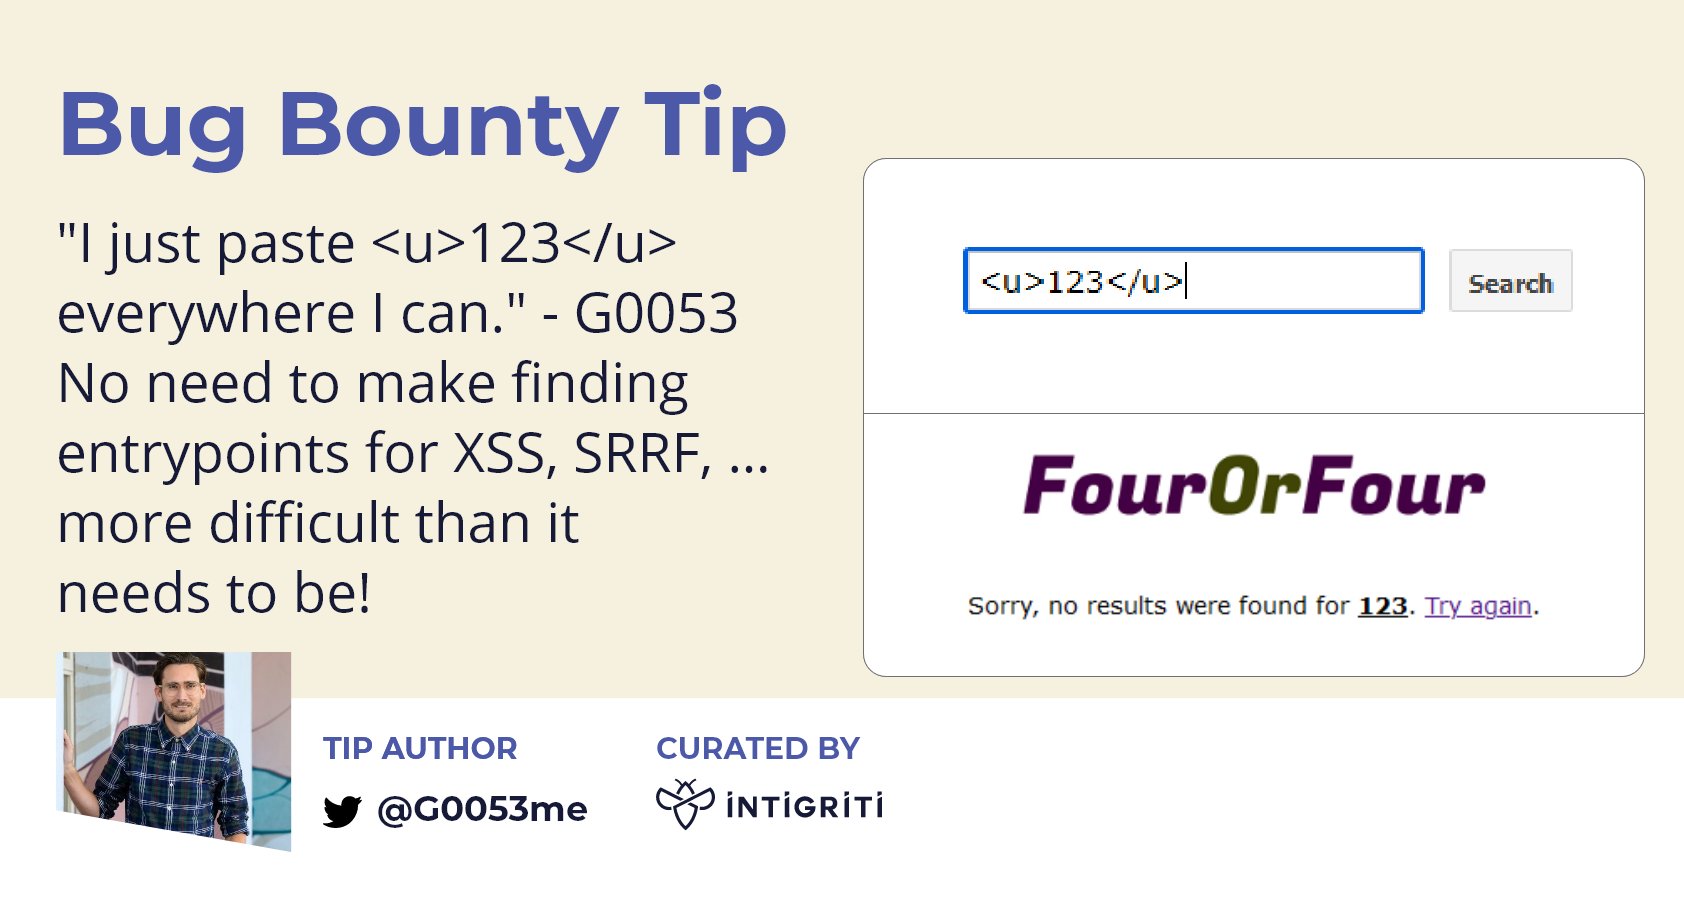 Bug Bounty Tip
"I just paste <u>123</u>
everywhere I can." - G0053
No need to make finding
entrypoints for XSS, SRRF, ...
more difficult than it
needs to be!
<u>123</u>
Search
FourOrFour
Sorry, no results were found for 123. Try again.
TIP AUTHOR
@G0053me
CURATED BY
INTIGRITI